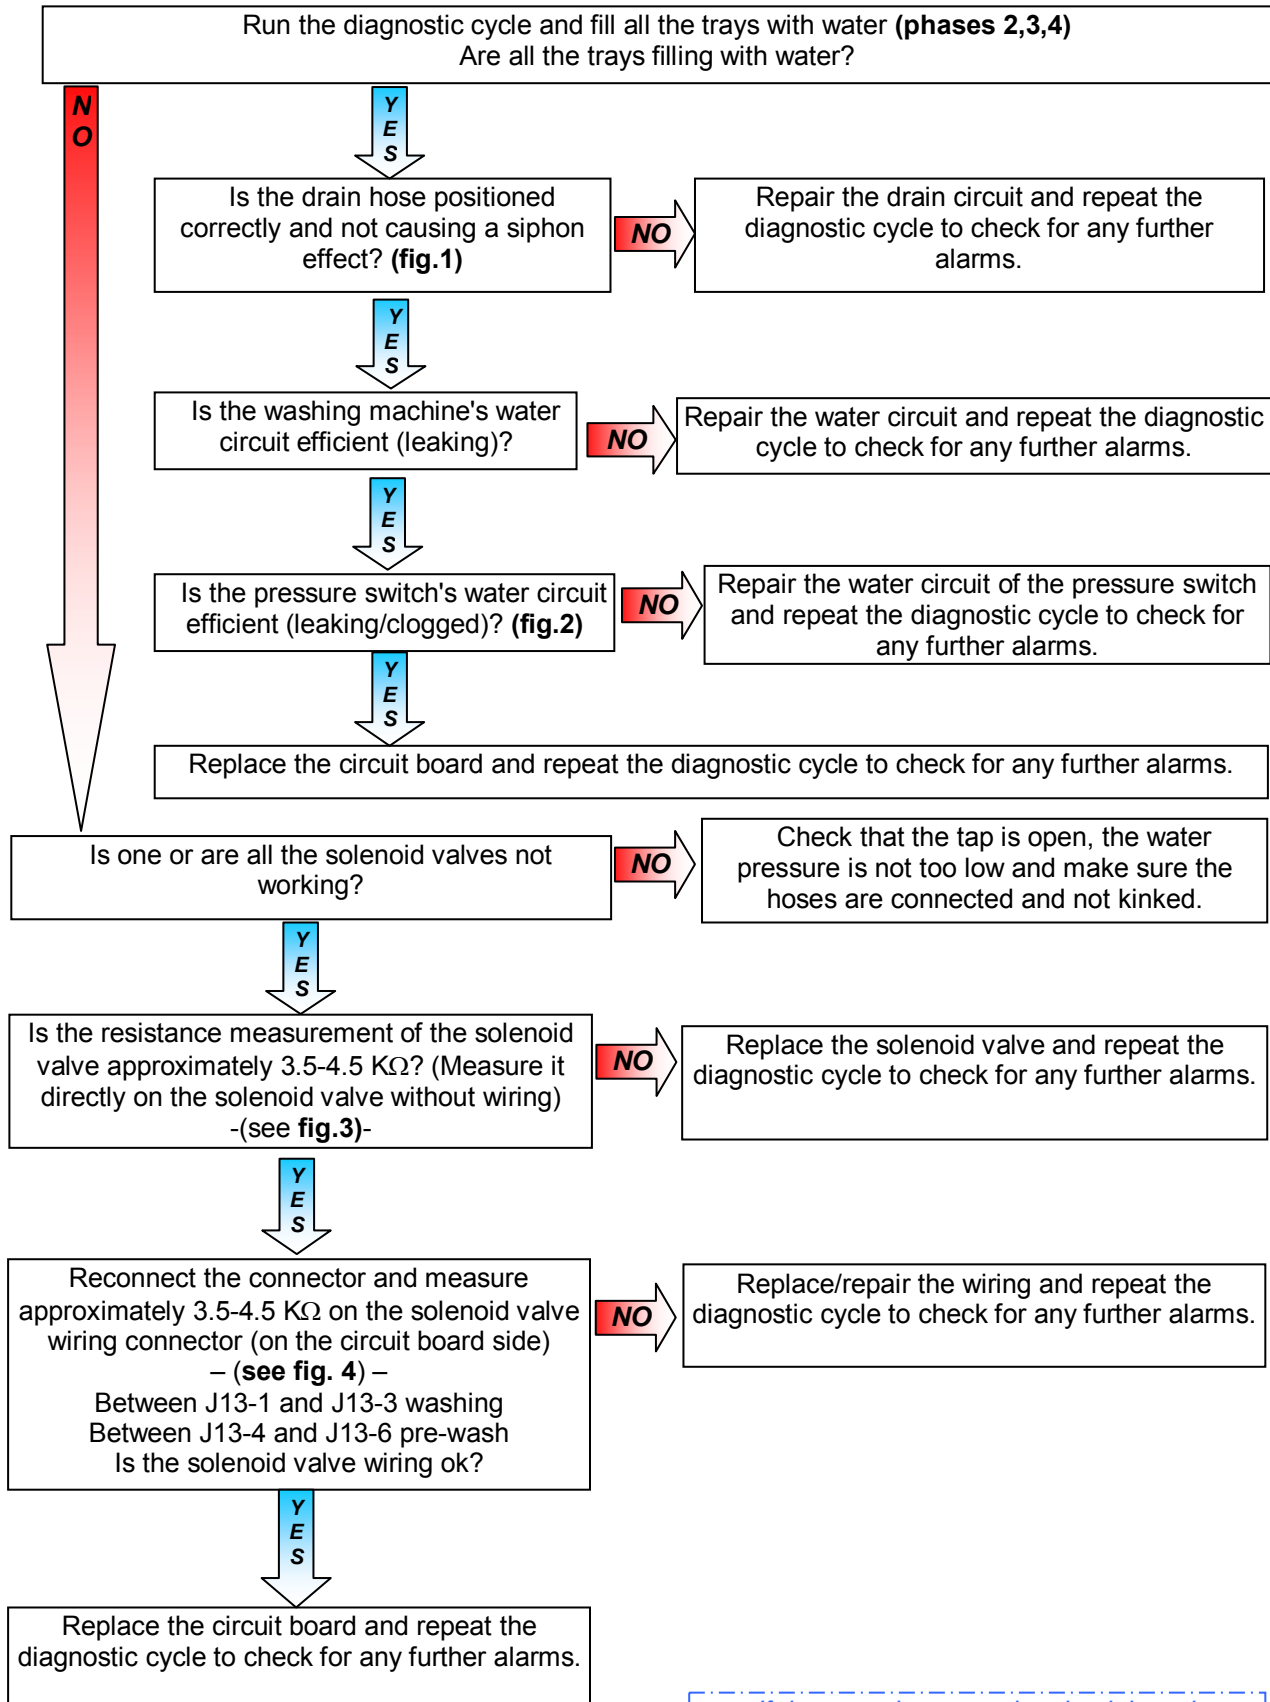 Run the diagnostic cycle and fill all the trays with water (phases 2,3,4)
Are all the trays filling with water?
NO
YES
Is the drain hose positioned
correctly and not causing a siphon
effect? (fig.1)
NO
Repair the drain circuit and repeat the
diagnostic cycle to check for any further
alarms.
YES
Is the washing machine's water
circuit efficient (leaking)?
NO
Repair the water circuit and repeat the diagnostic
cycle to check for any further alarms.
YES
Is the pressure switch's water circuit
efficient (leaking/clogged)? (fig.2)
NO
Repair the water circuit of the pressure switch
and repeat the diagnostic cycle to check for
any further alarms.
YES
Replace the circuit board and repeat the diagnostic cycle to check for any further alarms.
Is one or are all the solenoid valves not
working?
NO
Check that the tap is open, the water
pressure is not too low and make sure the
hoses are connected and not kinked.
YES
Is the resistance measurement of the solenoid
valve approximately 3.5-4.5 KΩ? (Measure it
directly on the solenoid valve without wiring)
-(see fig.3)-
NO
Replace the solenoid valve and repeat the
diagnostic cycle to check for any further alarms.
YES
Reconnect the connector and measure
approximately 3.5-4.5 KΩ on the solenoid valve
wiring connector (on the circuit board side)
– (see fig. 4) –
Between J13-1 and J13-3 washing
Between J13-4 and J13-6 pre-wash
Is the solenoid valve wiring ok?
NO
Replace/repair the wiring and repeat the
diagnostic cycle to check for any further alarms.
YES
Replace the circuit board and repeat the
diagnostic cycle to check for any further alarms.